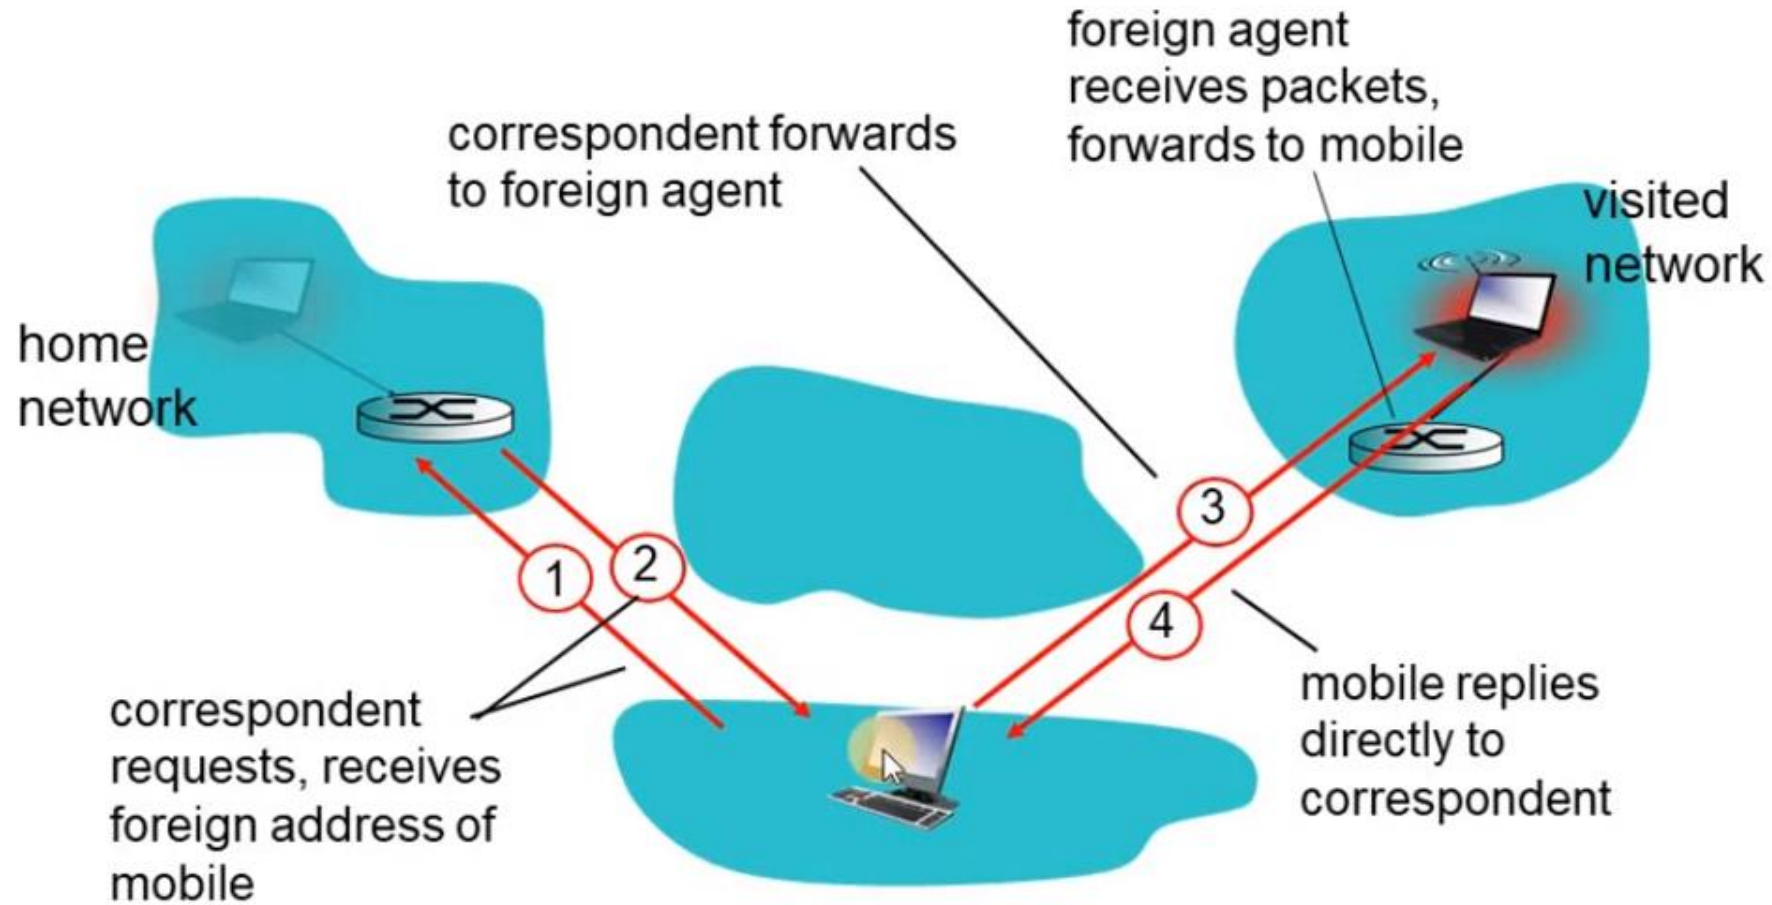 foreign agent
receives packets,
forwards to mobile
correspondent forwards
to foreign agent
visited
network
home
network
3
2
1
4
correspondent
requests, receives
foreign address of
mobile
mobile replies
directly to
correspondent